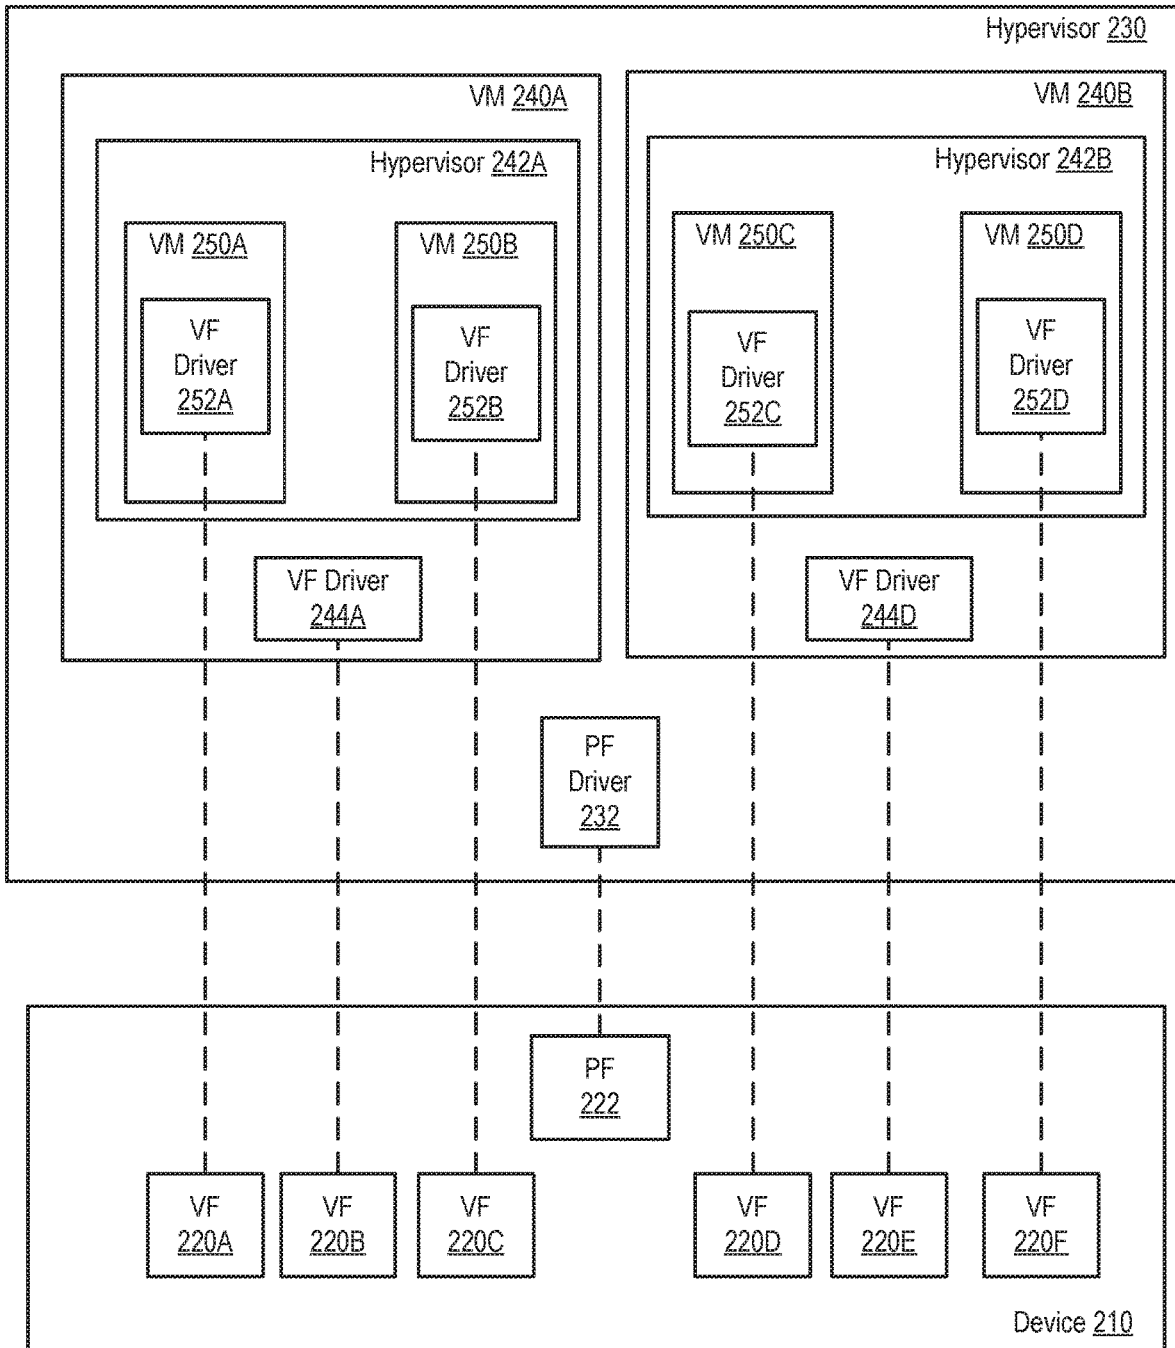 Hypervisor 230
VM 240A
VM 240B
Hypervisor 242A
Hypervisor 242B
VM 250A
VM 250B
VM 250C
VM 250D
VF
Driver
252A
VF
Driver
252B
VF
Driver
252C
VF
Driver
252D
VF Driver
244A
VF Driver
244D
PF
Driver
232
PF
222
VF
220A
VF
220B
VF
220C
VF
220D
VF
220E
VF
220F
Device 210